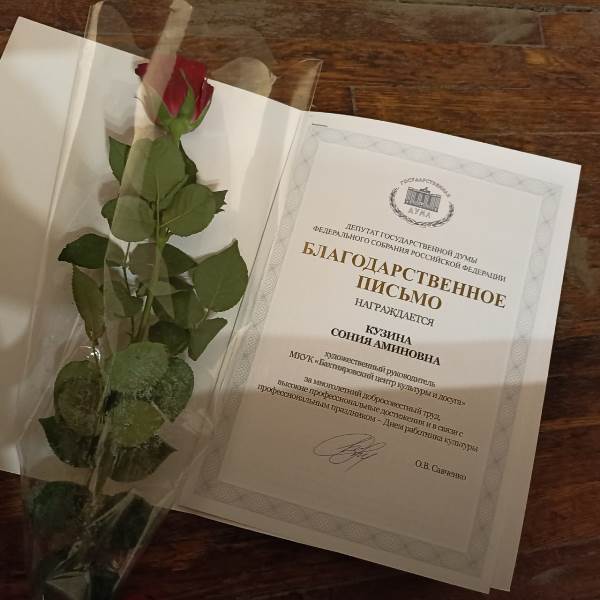 ГОСУДАРСТВЕННАЯ
ДУМА
ДЕПУТАТ ГОСУДАРСТВЕННОЙ ДУМЫ
ФЕДЕРАЛЬНОГО СОБРАНИЯ РОССИЙСКОЙ ФЕДЕРАЦИИ
БЛАГОДАРСТВЕННОЕ
ПИСЬМО
НАГРАЖДАЕТСЯ
КУЗИНА
СОНИЯ АМИНОВНА
художественный руководитель
МКУК «Бахтияровский центр культуры и досуга»
за многолетний добросовестный труд,
высокие профессиональные достижения и в связи с
профессиональным праздником – Днем работника культуры
О.В. Савченко